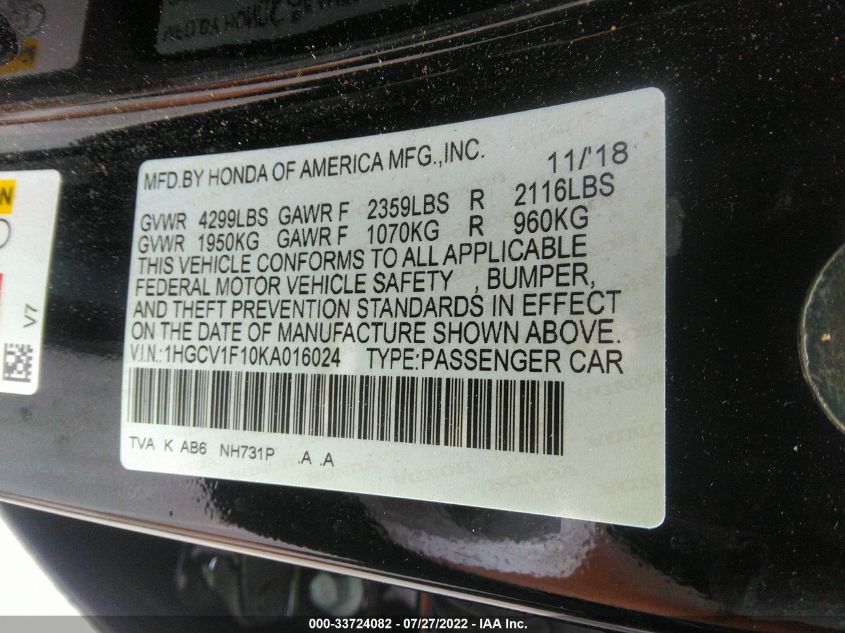 MFD.BY HONDA OF AMERICA MFG.,INC. 11/'18
GVWR 4299LBS GAWR F 2359LBS R 2116LBS
GVWR 1950KG GAWR F 1070KG R 960KG
THIS VEHICLE CONFORMS TO ALL APPLICABLE
FEDERAL MOTOR VEHICLE SAFETY , BUMPER,
AND THEFT PREVENTION STANDARDS IN EFFECT
ON THE DATE OF MANUFACTURE SHOWN ABOVE.
V.I.N.:1HGCV1F10KA016024 TYPE:PASSENGER CAR
TVA K AB6 NH731P .A .A
V7
000-33724082 - 07/27/2022 - IAA Inc.